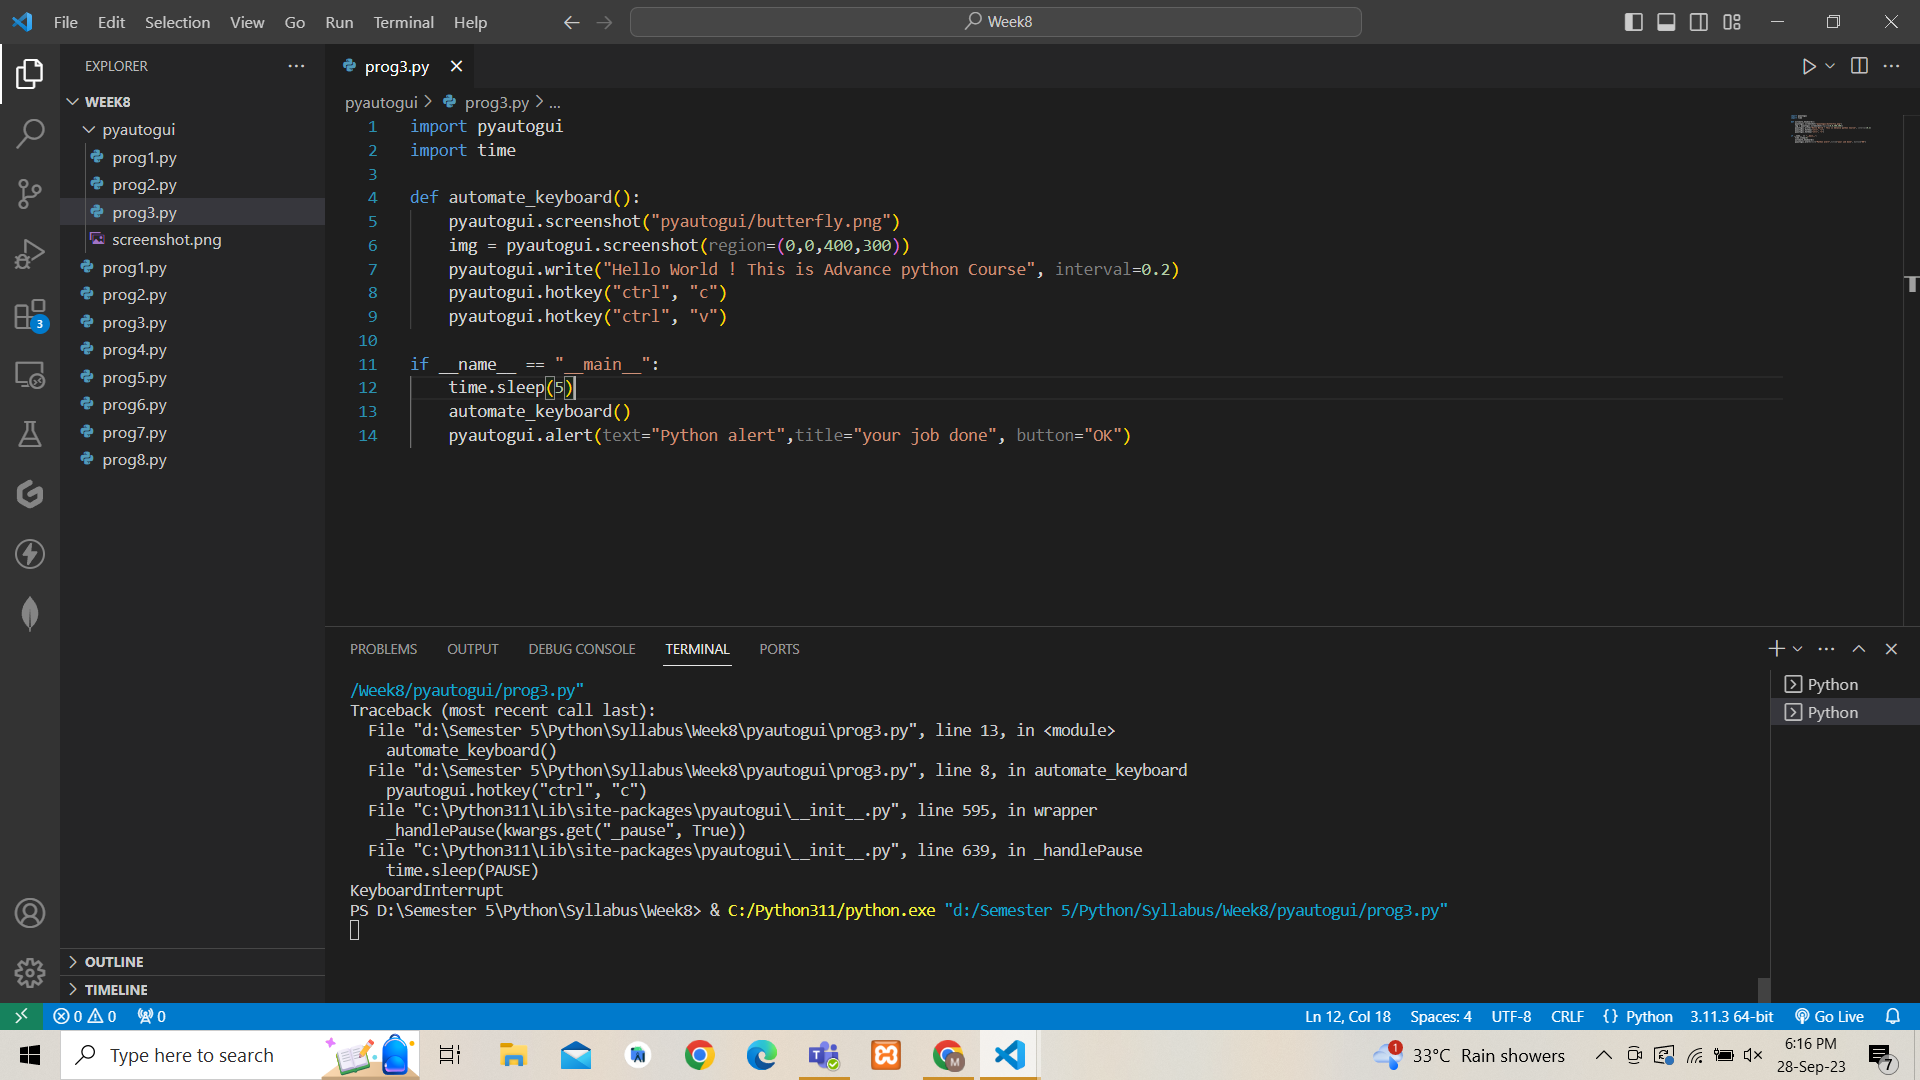 File Edit Selection View Go Run Terminal Help
Week8
EXPLORER
WEEK8
pyautogui
prog1.py
prog2.py
prog3.py
screenshot.png
prog1.py
prog2.py
prog3.py
prog4.py
prog5.py
prog6.py
prog7.py
prog8.py
OUTLINE
TIMELINE
3
prog3.py
pyautogui > prog3.py > ...
1 import pyautogui
2 import time
3
4 def automate_keyboard():
5 pyautogui.screenshot("pyautogui/butterfly.png")
6 img = pyautogui.screenshot(region=(0,0,400,300))
7 pyautogui.write("Hello World ! This is Advance python Course", interval=0.2)
8 pyautogui.hotkey("ctrl", "c")
9 pyautogui.hotkey("ctrl", "v")
10
11 if __name__ == "__main__":
12 time.sleep(5)
13 automate_keyboard()
14 pyautogui.alert(text="Python alert",title="your job done", button="OK")
PROBLEMS OUTPUT DEBUG CONSOLE TERMINAL PORTS
/Week8/pyautogui/prog3.py"
Traceback (most recent call last):
File "d:\Semester 5\Python\Syllabus\Week8\pyautogui\prog3.py", line 13, in <module>
automate_keyboard()
File "d:\Semester 5\Python\Syllabus\Week8\pyautogui\prog3.py", line 8, in automate_keyboard
pyautogui.hotkey("ctrl", "c")
File "C:\Python311\Lib\site-packages\pyautogui\__init__.py", line 595, in wrapper
_handlePause(kwargs.get("_pause", True))
File "C:\Python311\Lib\site-packages\pyautogui\__init__.py", line 639, in _handlePause
time.sleep(PAUSE)
KeyboardInterrupt
PS D:\Semester 5\Python\Syllabus\Week8> & C:/Python311/python.exe "d:/Semester 5/Python/Syllabus/Week8/pyautogui/prog3.py"
Python
Python
0 0 0
Ln 12, Col 18 Spaces: 4 UTF-8 CRLF {} Python 3.11.3 64-bit Go Live
Type here to search
M
1
33°C Rain showers
6:16 PM
28-Sep-23
7